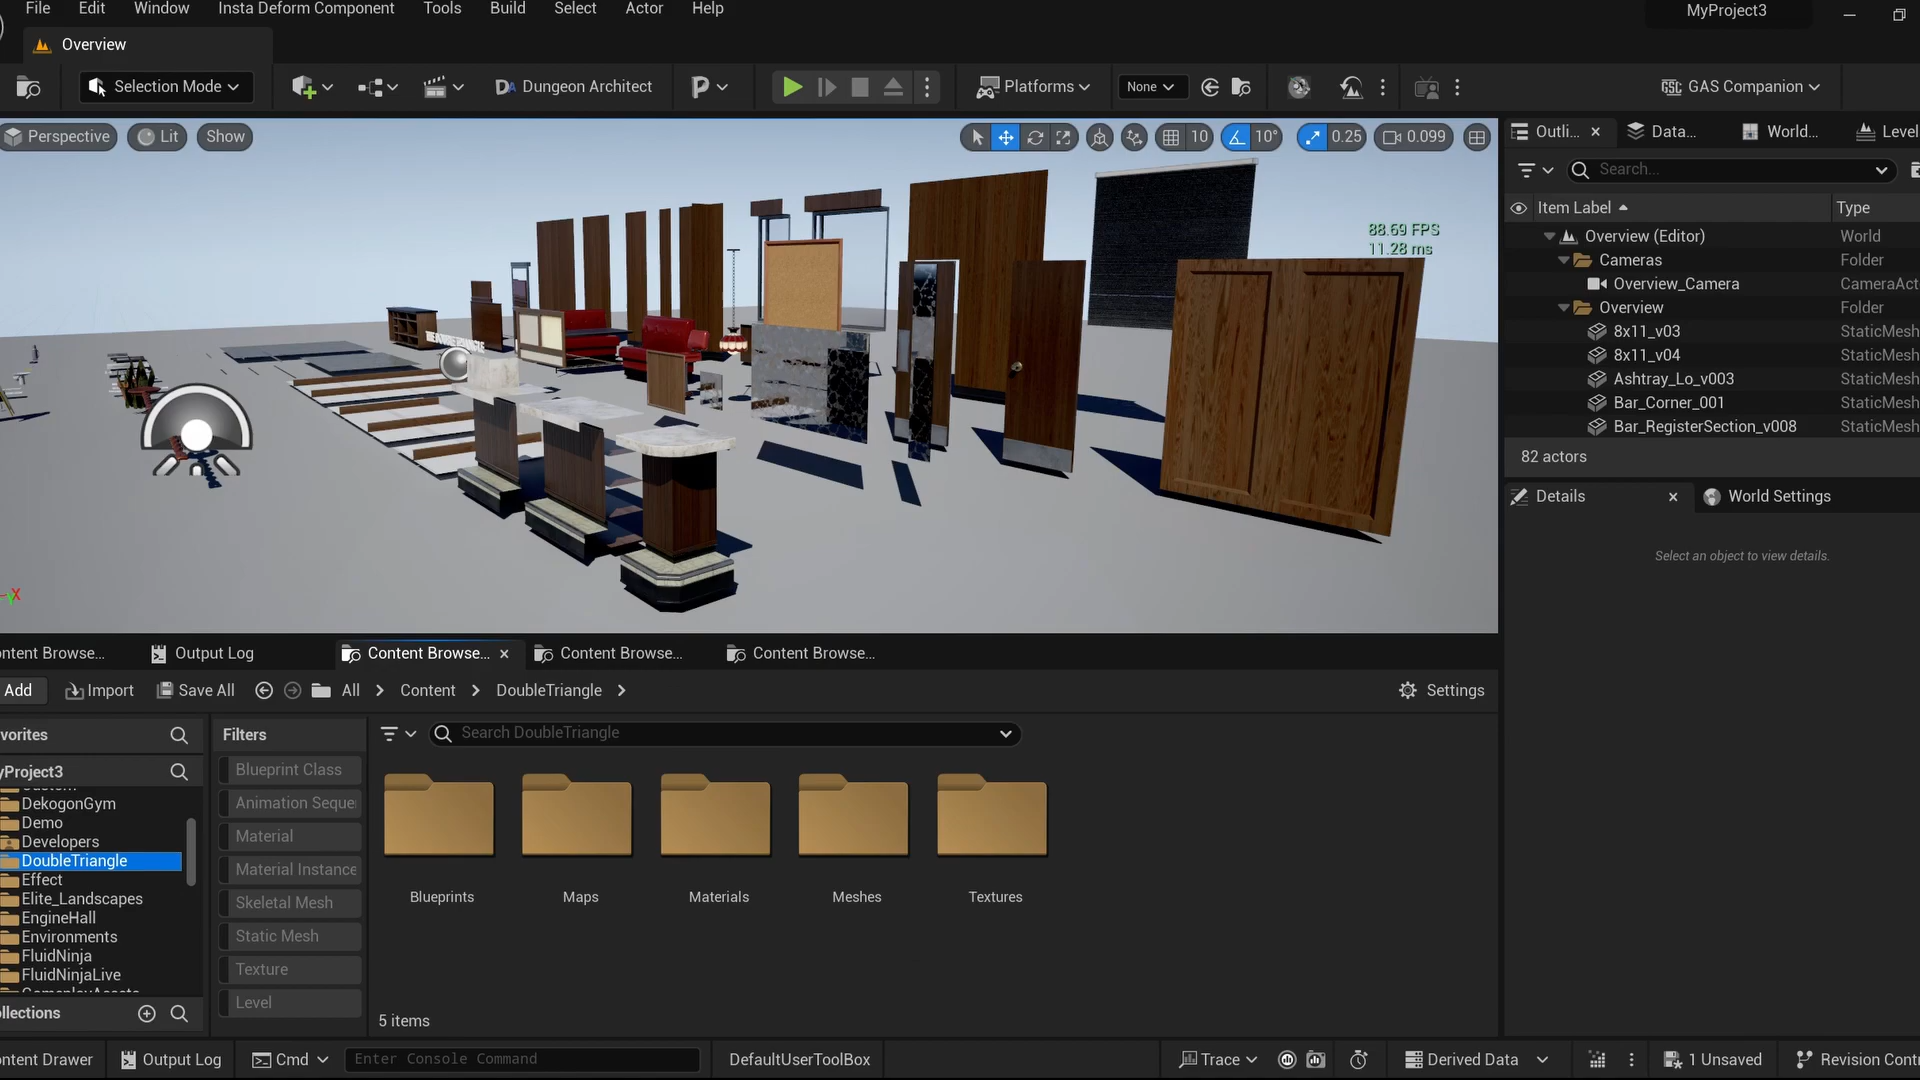 File Edit Window Insta Deform Component Tools Build Select Actor Help MyProject3
Overview
Selection Mode Dungeon Architect Platforms None GAS Companion
Perspective Lit Show 10 10° 0.25 0.099
Outli... Data... World... Level
Search...
Item Label Type
88.69 FPS
11.28 ms
Overview (Editor) World
Cameras Folder
Overview_Camera CameraAct
Overview Folder
8x11_v03 StaticMesh
8x11_v04 StaticMesh
Ashtray_Lo_v003 StaticMesh
Bar_Corner_001 StaticMesh
Bar_RegisterSection_v008 StaticMesh
82 actors
Details World Settings
Select an object to view details.
X
Y
ontent Browse... Output Log Content Browse... Content Browse... Content Browse...
Add Import Save All All Content DoubleTriangle Settings
vorites
Filters
Search DoubleTriangle
yProject3
DekogonGym
Demo
Developers
DoubleTriangle
Effect
Elite_Landscapes
EngineHall
Environments
FluidNinja
FluidNinjaLive
Blueprint Class
Animation Seque
Material
Material Instance
Skeletal Mesh
Static Mesh
Texture
Level
Blueprints Maps Materials Meshes Textures
llections
5 items
ontent Drawer Output Log Cmd Enter Console Command DefaultUserToolBox Trace Derived Data 1 Unsaved Revision Contr